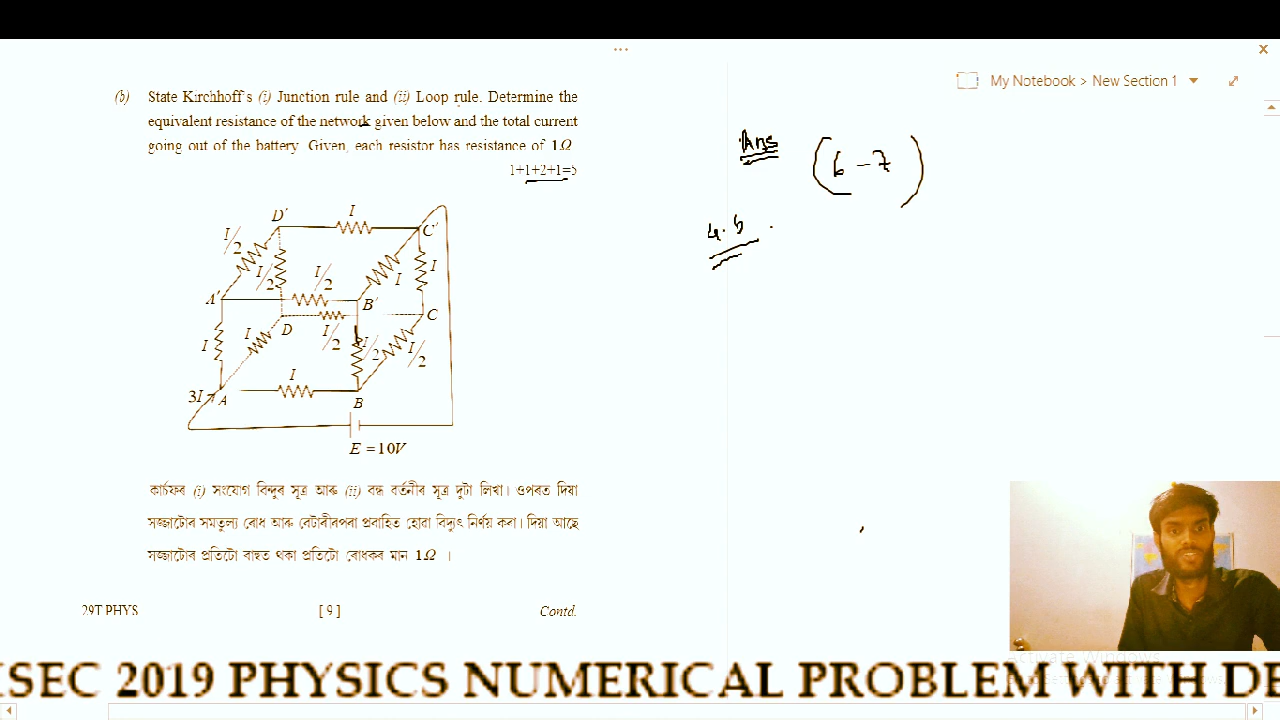 My Notebook > New Section 1
(b) State Kirchhoff's (i) Junction rule and (ii) Loop rule. Determine the
equivalent resistance of the network given below and the total current
going out of the battery. Given, each resistor has resistance of 1Ω.
1+1+2+1=5
Ans (6-7)
4.b
D′ I C′
I/2 I/2 I/2 I I
A′ B′
D C
I I I/2 I/2 I/2
I
3I A B
E = 10V
কাৰ্চফৰ (i) সংযোগ বিন্দুৰ সূত্ৰ আৰু (ii) বন্ধ বৰ্তনীৰ সূত্ৰ দুটা লিখা। ওপৰত দিয়া
সজ্জাটোৰ সমতুল্য ৰোধ আৰু বেটাৰীৰপৰা প্ৰবাহিত হোৱা বিদ্যুৎ নিৰ্ণয় কৰা। দিয়া আছে
সজ্জাটোৰ প্ৰতিটো বাহুত থকা প্ৰতিটো ৰোধকৰ মান 1Ω ।
29T PHYS [ 9 ] Contd.
Activate Windows
SEC 2019 PHYSICS NUMERICAL PROBLEM WITH DE